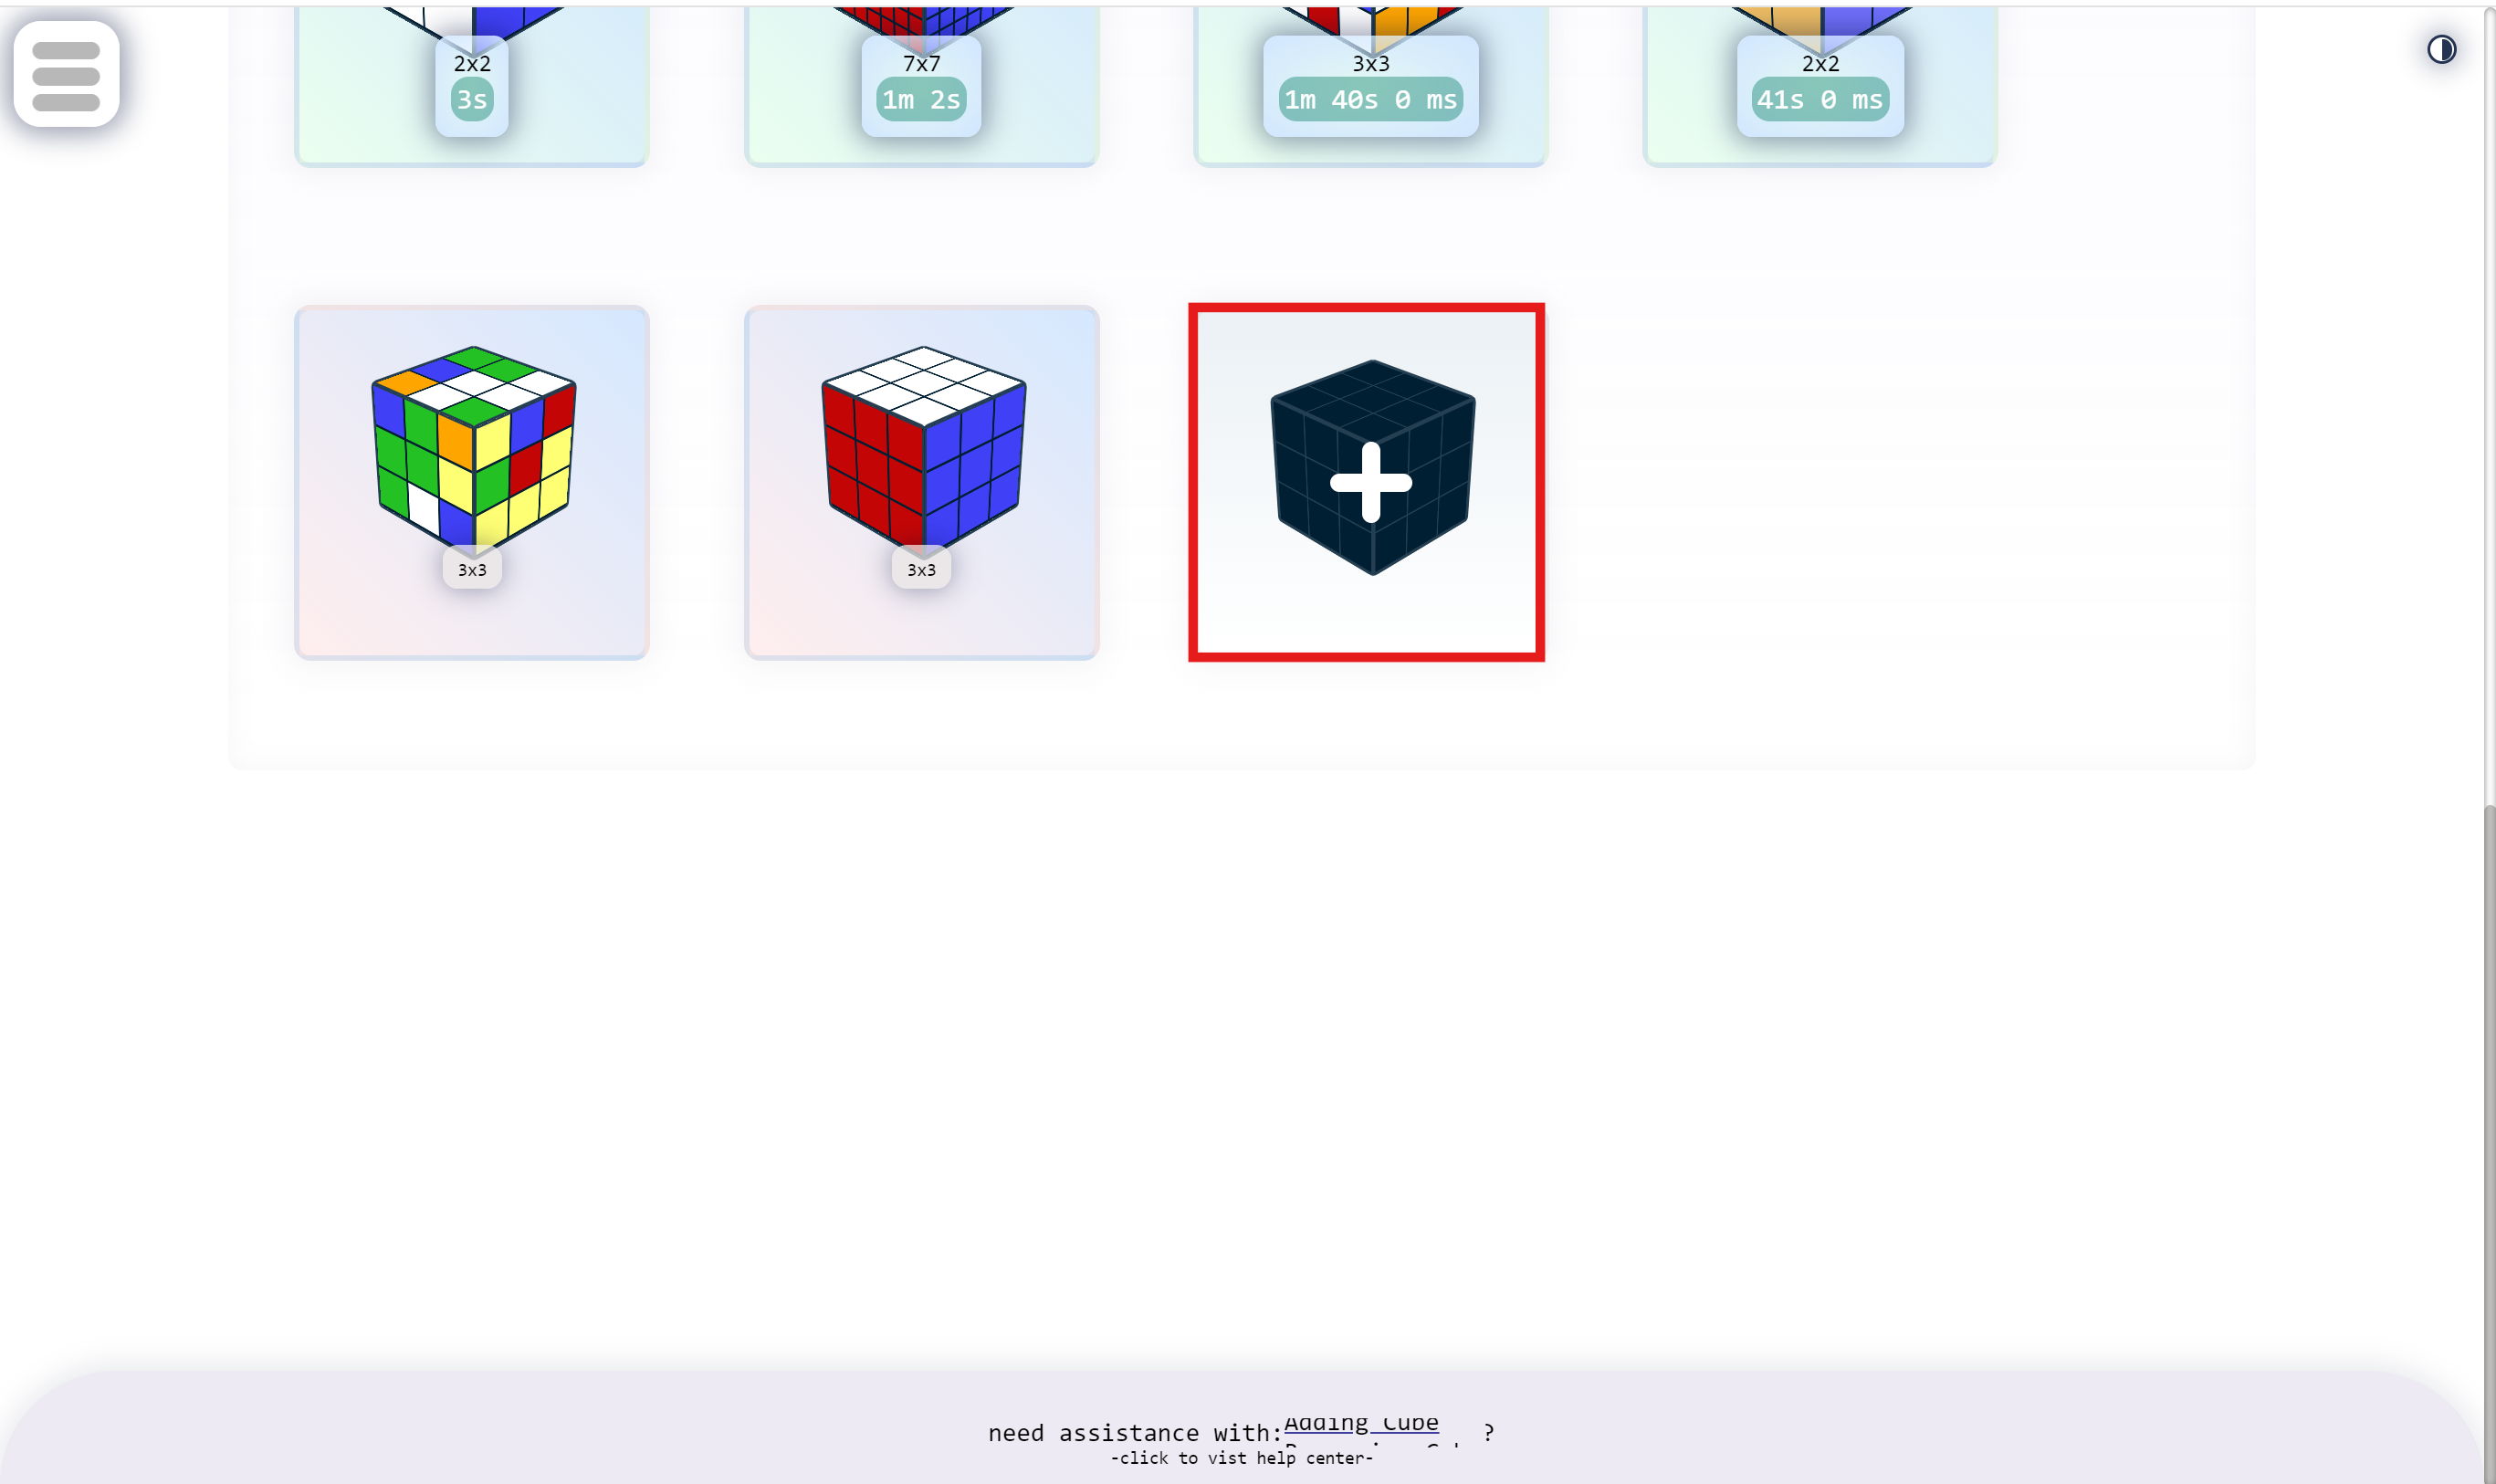 2x2
3s
7x7
1m 2s
3x3
1m 40s 0 ms
2x2
41s 0 ms
3x3
3x3
need assistance with: Adding Cube ?
-click to vist help center-